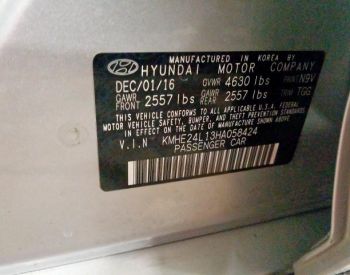 MANUFACTURED IN KOREA BY
HYUNDAI MOTOR COMPANY
DEC/01/16 GVWR 4630 lbs PAINT N9V
GAWR FRONT 2557 lbs GAWR REAR 2557 lbs TRIM TGG
THIS VEHICLE CONFORMS TO ALL APPLICABLE U.S. FEDERAL
MOTOR VEHICLE SAFETY, BUMPER, AND THEFT PREVENTION STANDARDS
IN EFFECT ON THE DATE OF MANUFACTURE SHOWN ABOVE.
V.I.N KMHE24L13HA058424
PASSENGER CAR